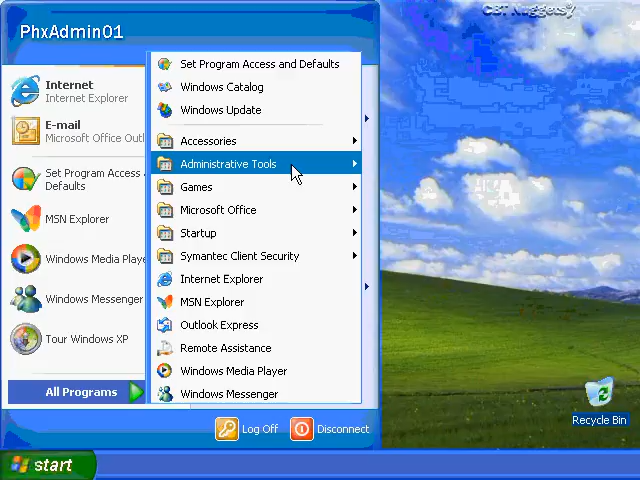 CBT Nuggets
PhxAdmin01
Internet
Internet Explorer
E-mail
Microsoft Office Outl
Set Program Access
Defaults
MSN Explorer
Windows Media Playe
Windows Messenger
Tour Windows XP
All Programs
Set Program Access and Defaults
Windows Catalog
Windows Update
Accessories
Administrative Tools
Games
Microsoft Office
Startup
Symantec Client Security
Internet Explorer
MSN Explorer
Outlook Express
Remote Assistance
Windows Media Player
Windows Messenger
Log Off
Disconnect
Recycle Bin
start